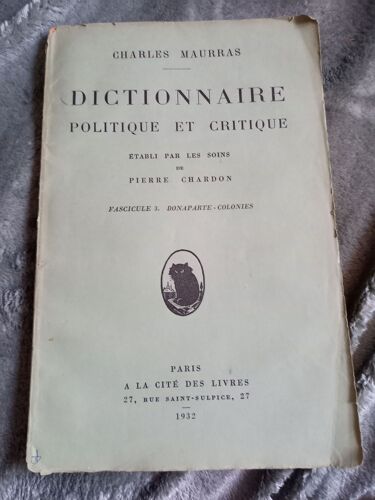 CHARLES MAURRAS
DICTIONNAIRE
POLITIQUE ET CRITIQUE
ÉTABLI PAR LES SOINS
DE
PIERRE CHARDON
FASCICULE 3. BONAPARTE-COLONIES
PARIS
A LA CITÉ DES LIVRES
27, RUE SAINT-SULPICE, 27
1932